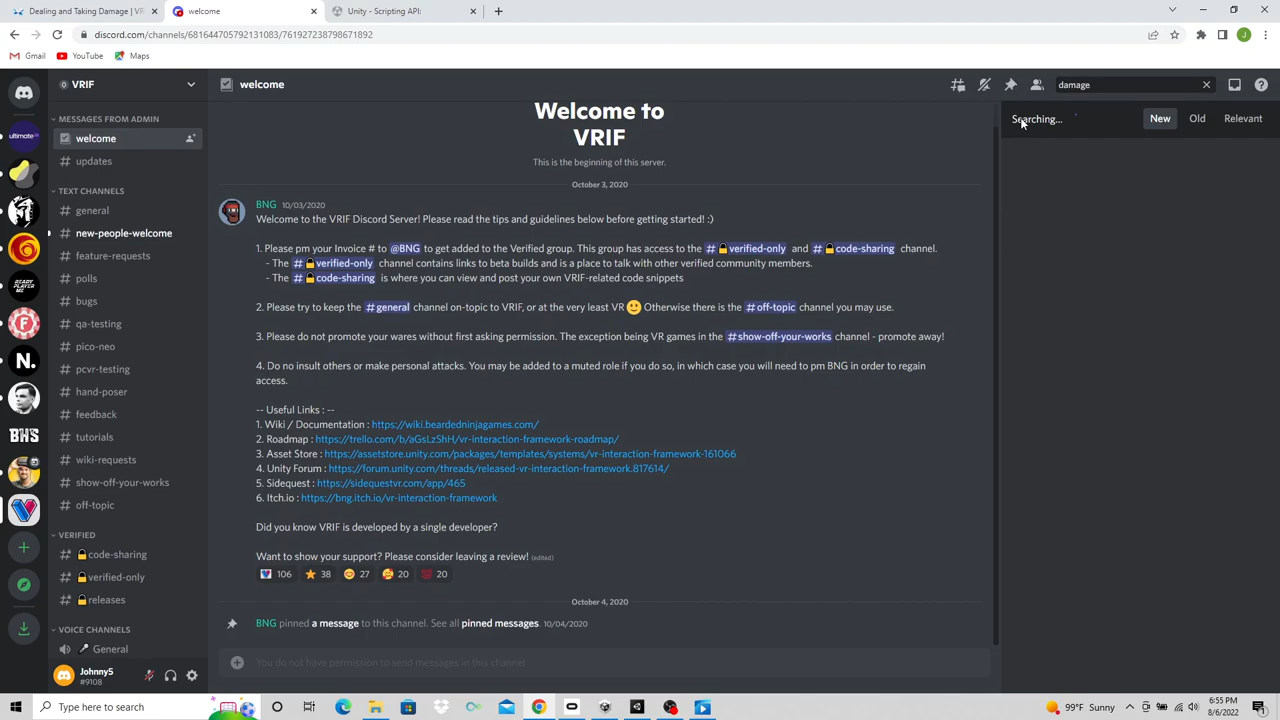 Dealing and Taking Damage | VR
welcome
Unity - Scripting API:
discord.com/channels/681644705792131083/761927238798671892
Gmail
YouTube
Maps
VRIF
welcome
damage
MESSAGES FROM ADMIN
welcome
updates
TEXT CHANNELS
general
new-people-welcome
feature-requests
polls
bugs
qa-testing
pico-neo
pcvr-testing
hand-poser
feedback
tutorials
wiki-requests
show-off-your-works
off-topic
VERIFIED
code-sharing
verified-only
releases
VOICE CHANNELS
General
Johnny5
#9108
ultimate
READY
PLAYER
ME
N.
BHS
Welcome to
VRIF
This is the beginning of this server.
October 3, 2020
BNG 10/03/2020
Welcome to the VRIF Discord Server! Please read the tips and guidelines below before getting started! :)
1. Please pm your Invoice # to @BNG to get added to the Verified group. This group has access to the # verified-only and # code-sharing channel.
- The # verified-only channel contains links to beta builds and is a place to talk with other verified community members.
- The # code-sharing is where you can view and post your own VRIF-related code snippets
2. Please try to keep the #general channel on-topic to VRIF, or at the very least VR 🙂 Otherwise there is the #off-topic channel you may use.
3. Please do not promote your wares without first asking permission. The exception being VR games in the #show-off-your-works channel - promote away!
4. Do no insult others or make personal attacks. You may be added to a muted role if you do so, in which case you will need to pm BNG in order to regain
access.
-- Useful Links : --
1. Wiki / Documentation : https://wiki.beardedninjagames.com/
2. Roadmap : https://trello.com/b/aGsLzShH/vr-interaction-framework-roadmap/
3. Asset Store : https://assetstore.unity.com/packages/templates/systems/vr-interaction-framework-161066
4. Unity Forum : https://forum.unity.com/threads/released-vr-interaction-framework.817614/
5. Sidequest : https://sidequestvr.com/app/465
6. Itch.io : https://bng.itch.io/vr-interaction-framework
Did you know VRIF is developed by a single developer?
Want to show your support? Please consider leaving a review! (edited)
106 38 27 20 20
October 4, 2020
BNG pinned a message to this channel. See all pinned messages. 10/04/2020
You do not have permission to send messages in this channel
Searching...
New Old Relevant
Type here to search
99°F Sunny
6:55 PM
8/6/2022